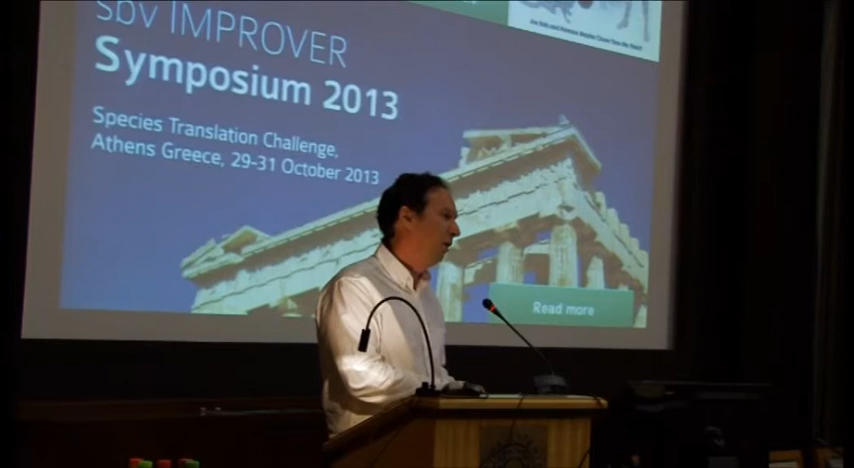 sbv IMPROVER
Symposium 2013
Species Translation Challenge,
Athens, Greece, 29-31 October 2013
Read more